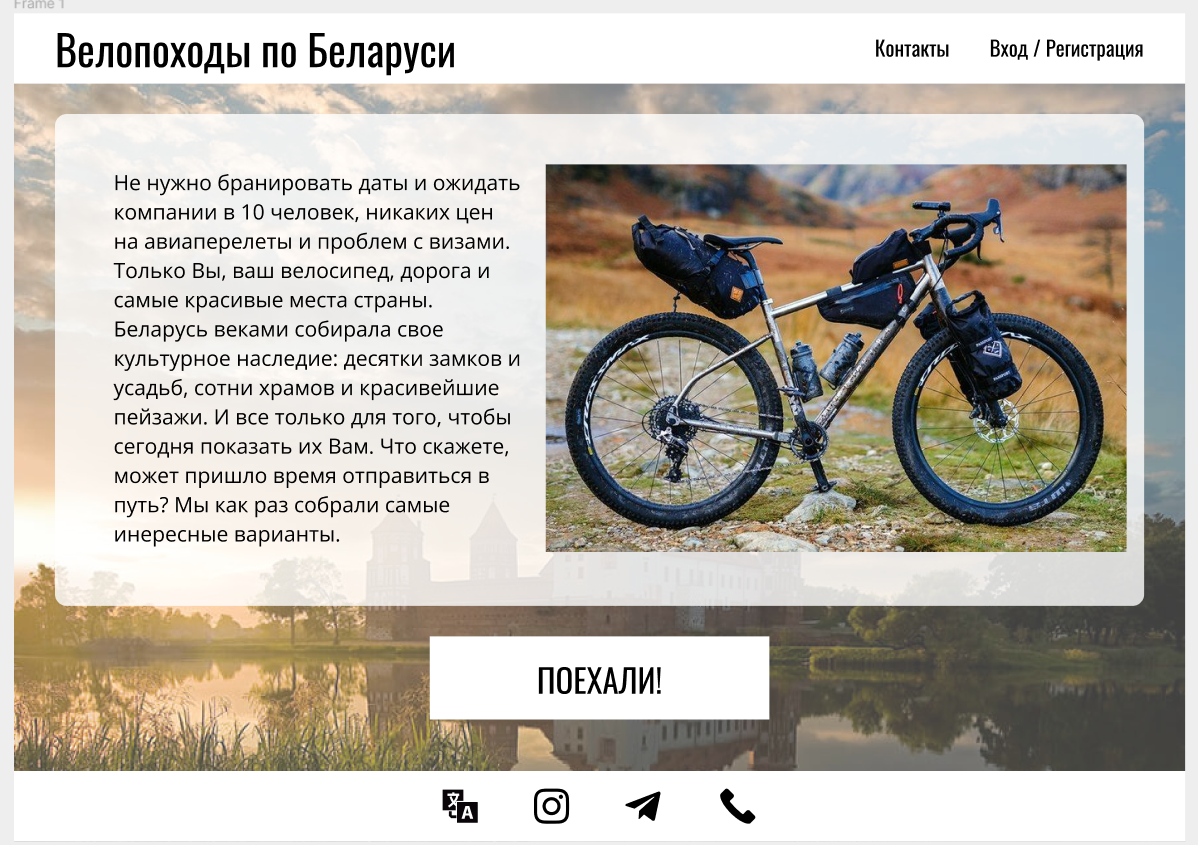 Frame 1
Велопоходы по Беларуси
Контакты
Вход / Регистрация
Не нужно бранировать даты и ожидать
компании в 10 человек, никаких цен
на авиаперелеты и проблем с визами.
Только Вы, ваш велосипед, дорога и
самые красивые места страны.
Беларусь веками собирала свое
культурное наследие: десятки замков и
усадьб, сотни храмов и красивейшие
пейзажи. И все только для того, чтобы
сегодня показать их Вам. Что скажете,
может пришло время отправиться в
путь? Мы как раз собрали самые
инересные варианты.
ПОЕХАЛИ!
文A